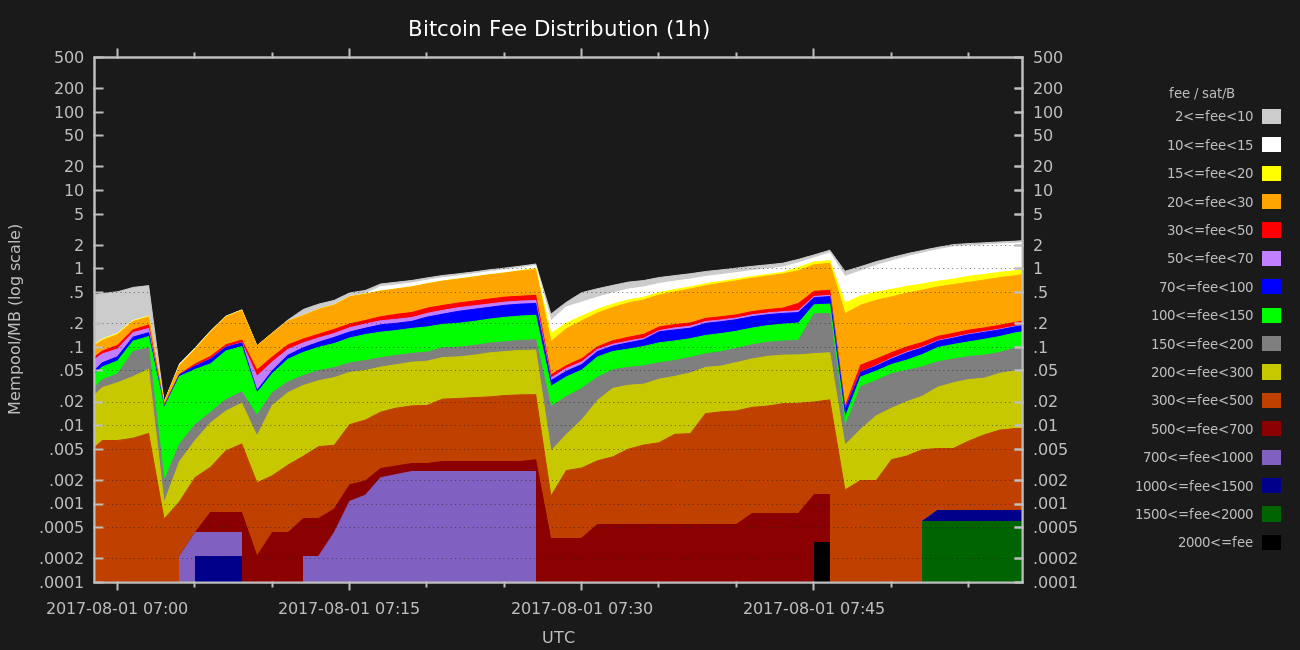 Bitcoin Fee Distribution (1h)
Mempool/MB (log scale)
500
200
100
50
20
10
5
2
1
.5
.2
.1
.05
.02
.01
.005
.002
.001
.0005
.0002
.0001
500
200
100
50
20
10
5
2
1
.5
.2
.1
.05
.02
.01
.005
.002
.001
.0005
.0002
.0001
2017-08-01 07:00
2017-08-01 07:15
2017-08-01 07:30
2017-08-01 07:45
UTC
fee / sat/B
2<=fee<10
10<=fee<15
15<=fee<20
20<=fee<30
30<=fee<50
50<=fee<70
70<=fee<100
100<=fee<150
150<=fee<200
200<=fee<300
300<=fee<500
500<=fee<700
700<=fee<1000
1000<=fee<1500
1500<=fee<2000
2000<=fee